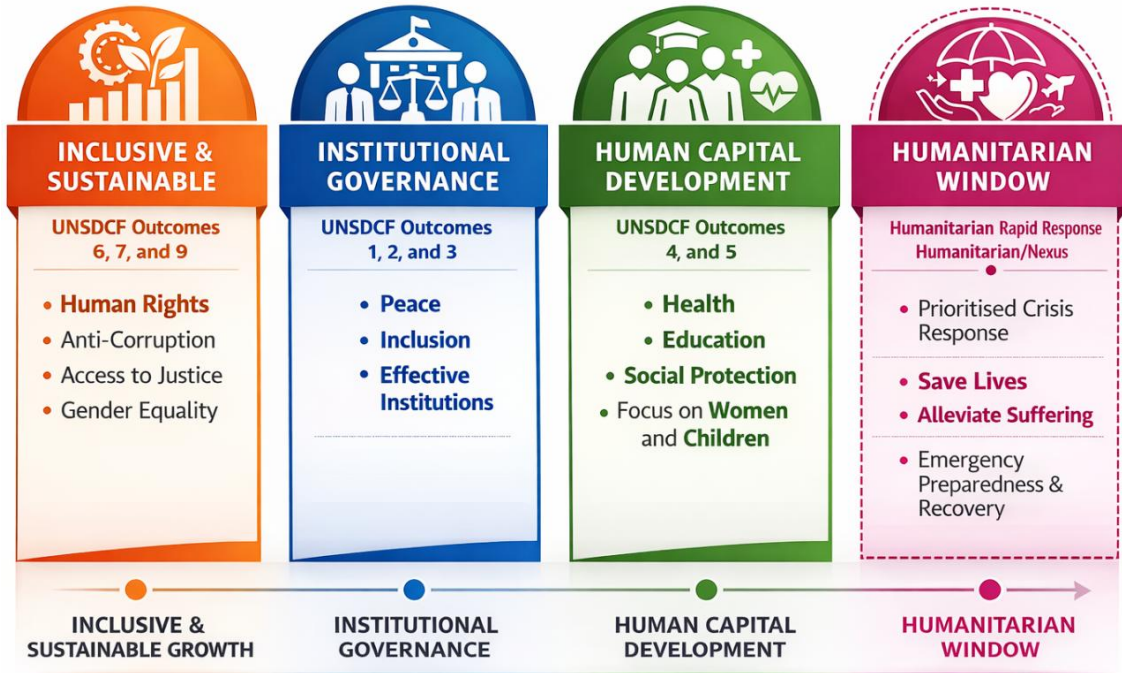 INCLUSIVE &
SUSTAINABLE
UNSDCF Outcomes
6, 7, and 9
• Human Rights
• Anti-Corruption
• Access to Justice
• Gender Equality
INSTITUTIONAL
GOVERNANCE
UNSDCF Outcomes
1, 2, and 3
• Peace
• Inclusion
• Effective
Institutions
HUMAN CAPITAL
DEVELOPMENT
UNSDCF Outcomes
4, and 5
• Health
• Education
• Social Protection
• Focus on Women
and Children
HUMANITARIAN
WINDOW
Humanitarian Rapid Response
Humanitarian/Nexus
• Prioritised Crisis
Response
• Save Lives
• Alleviate Suffering
• Emergency
Preparedness &
Recovery
INCLUSIVE &
SUSTAINABLE GROWTH
INSTITUTIONAL
GOVERNANCE
HUMAN CAPITAL
DEVELOPMENT
HUMANITARIAN
WINDOW